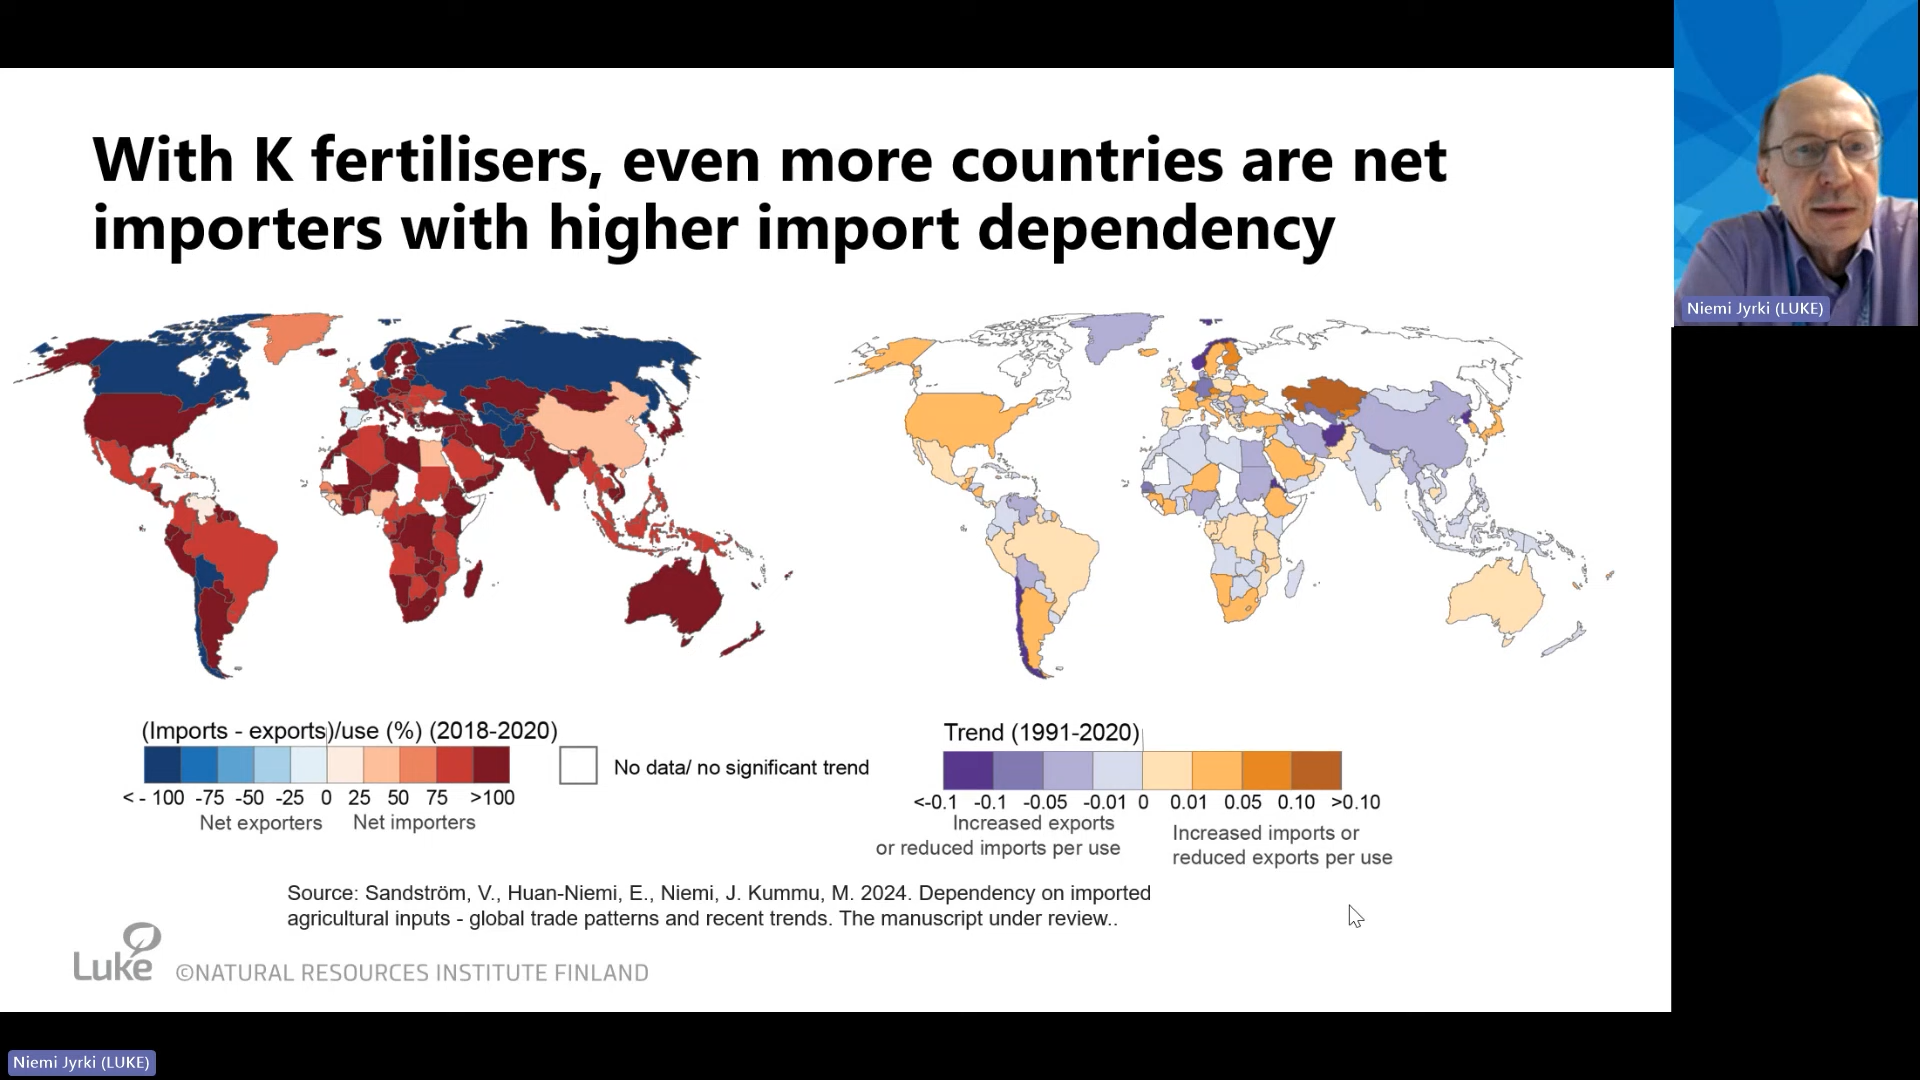 With K fertilisers, even more countries are net
importers with higher import dependency
Niemi Jyrki (LUKE)
(Imports - exports)/use (%) (2018-2020)
< - 100 -75 -50 -25 0 25 50 75 >100
Net exporters Net importers
No data/ no significant trend
Trend (1991-2020)
<-0.1 -0.1 -0.05 -0.01 0 0.01 0.05 0.10 >0.10
Increased exports
or reduced imports per use
Increased imports or
reduced exports per use
Source: Sandström, V., Huan-Niemi, E., Niemi, J. Kummu, M. 2024. Dependency on imported
agricultural inputs - global trade patterns and recent trends. The manuscript under review..
Luke
©NATURAL RESOURCES INSTITUTE FINLAND
Niemi Jyrki (LUKE)